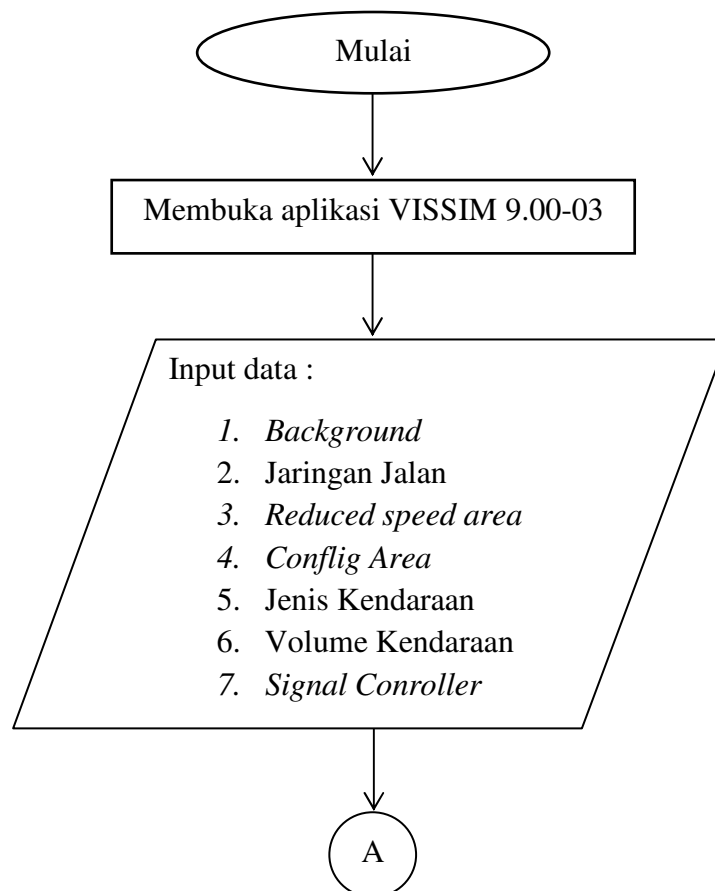 Mulai
Membuka aplikasi VISSIM 9.00-03
Input data :
1. Background
2. Jaringan Jalan
3. Reduced speed area
4. Conflig Area
5. Jenis Kendaraan
6. Volume Kendaraan
7. Signal Conroller
A